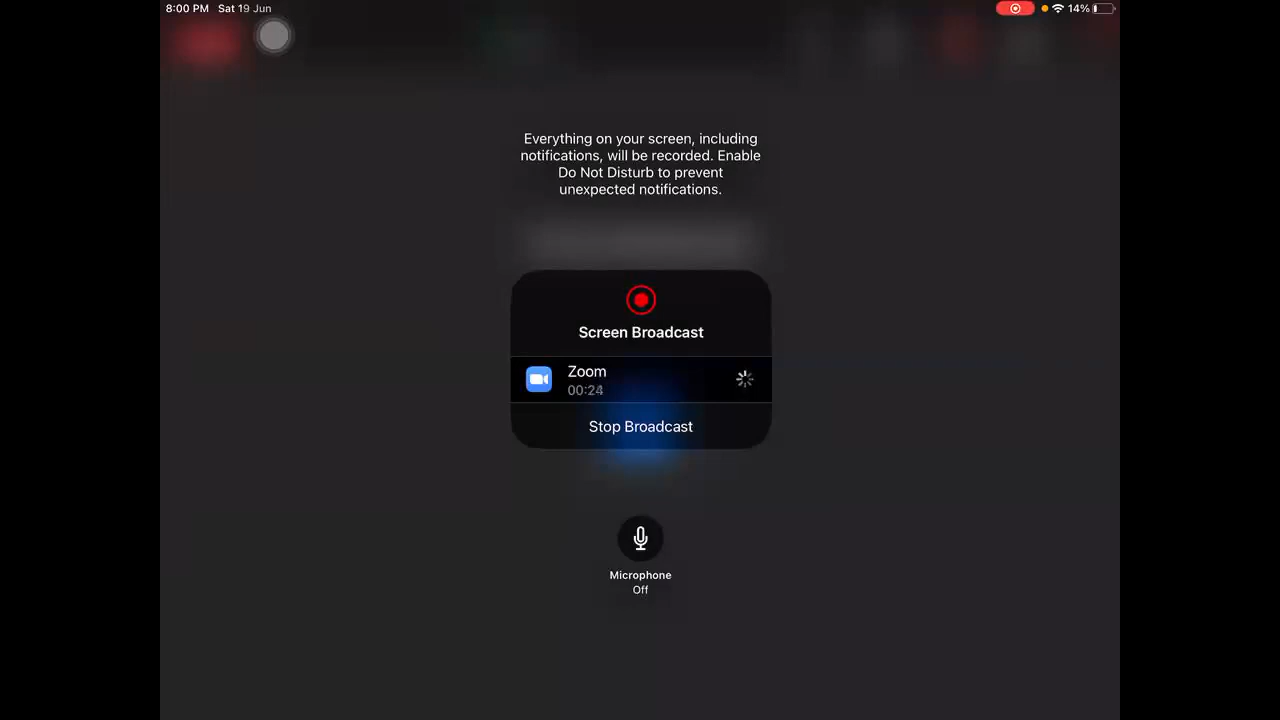 8:00 PM Sat 19 Jun 14%
Everything on your screen, including
notifications, will be recorded. Enable
Do Not Disturb to prevent
unexpected notifications.
Screen Broadcast
Zoom
00:24
Stop Broadcast
Microphone
Off